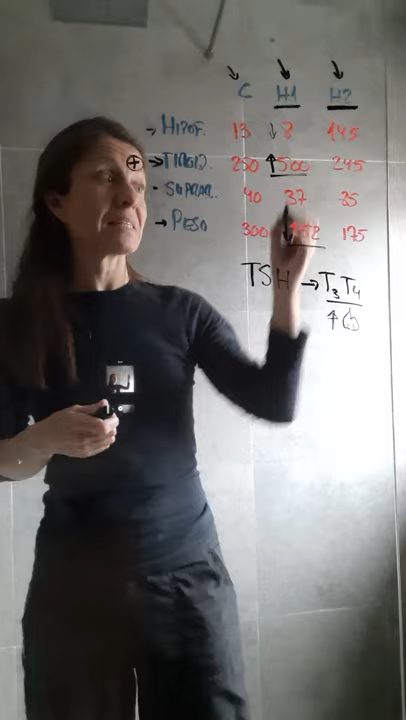 C H1 H2
→ HIPOF. 13 ↓8 14,5
⊕ → TIROID. 250 ↑500 245
- SUPRAR. 40 37 35
→ PESO 300 ↓252 175
TSH → T3 T4
↑